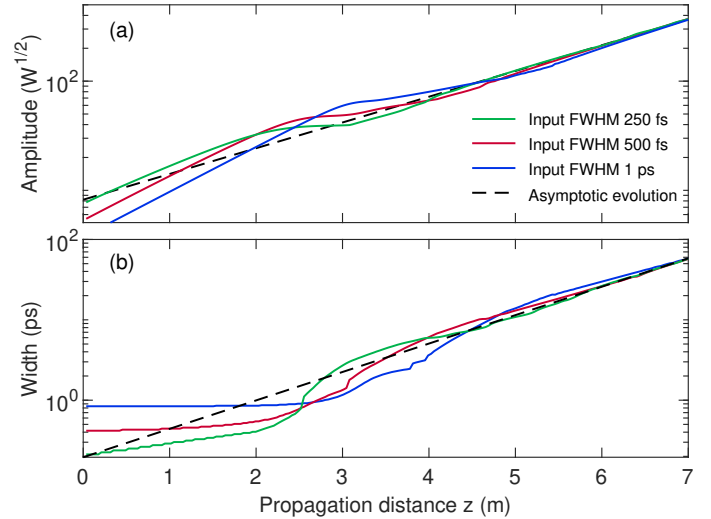 (a)
Amplitude (W^{1/2})
10^2
Input FWHM 250 fs
Input FWHM 500 fs
Input FWHM 1 ps
Asymptotic evolution
(b)
Width (ps)
10^2
10^0
0 1 2 3 4 5 6 7
Propagation distance z (m)